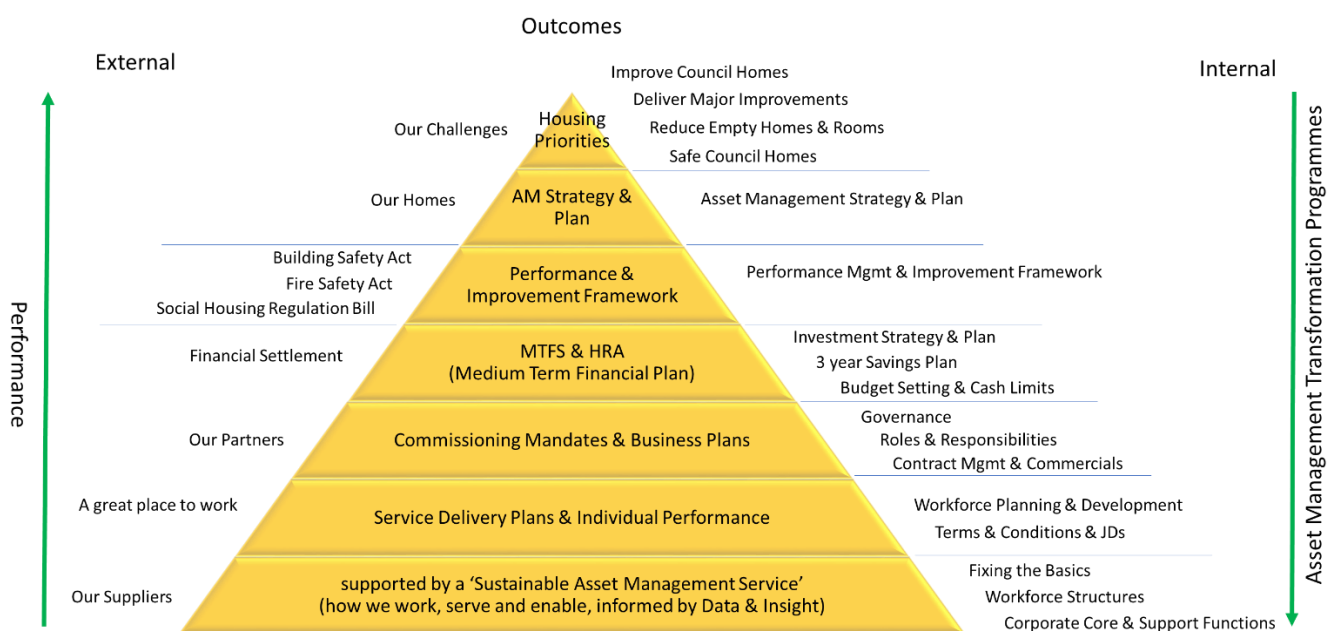 Outcomes
External
Internal
Improve Council Homes
Deliver Major Improvements
Reduce Empty Homes & Rooms
Safe Council Homes
Our Challenges
Housing
Priorities
Our Homes
AM Strategy &
Plan
Asset Management Strategy & Plan
Building Safety Act
Fire Safety Act
Social Housing Regulation Bill
Performance &
Improvement Framework
Performance Mgmt & Improvement Framework
Financial Settlement
MTFS & HRA
(Medium Term Financial Plan)
Investment Strategy & Plan
3 year Savings Plan
Budget Setting & Cash Limits
Our Partners
Commissioning Mandates & Business Plans
Governance
Roles & Responsibilities
Contract Mgmt & Commercials
A great place to work
Service Delivery Plans & Individual Performance
Workforce Planning & Development
Terms & Conditions & JDs
Our Suppliers
supported by a ‘Sustainable Asset Management Service’
(how we work, serve and enable, informed by Data & Insight)
Fixing the Basics
Workforce Structures
Corporate Core & Support Functions
Performance
Asset Management Transformation Programmes